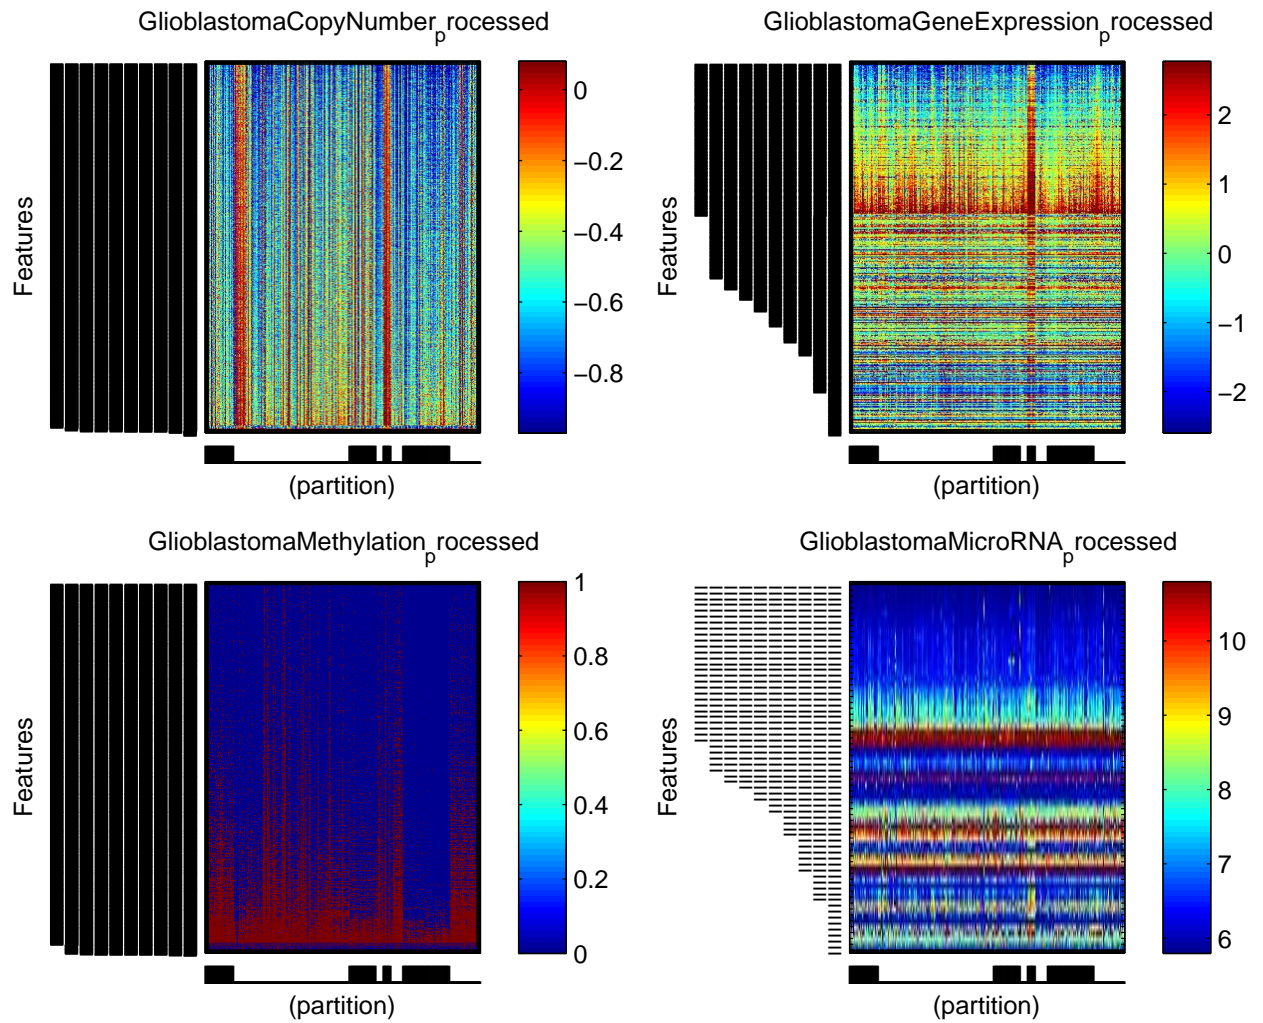 GlioblastomaCopyNumber_processed
Features
0
−0.2
−0.4
−0.6
−0.8
(partition)
GlioblastomaGeneExpression_processed
Features
2
1
0
−1
−2
(partition)
GlioblastomaMethylation_processed
Features
1
0.8
0.6
0.4
0.2
0
(partition)
GlioblastomaMicroRNA_processed
Features
10
9
8
7
6
(partition)